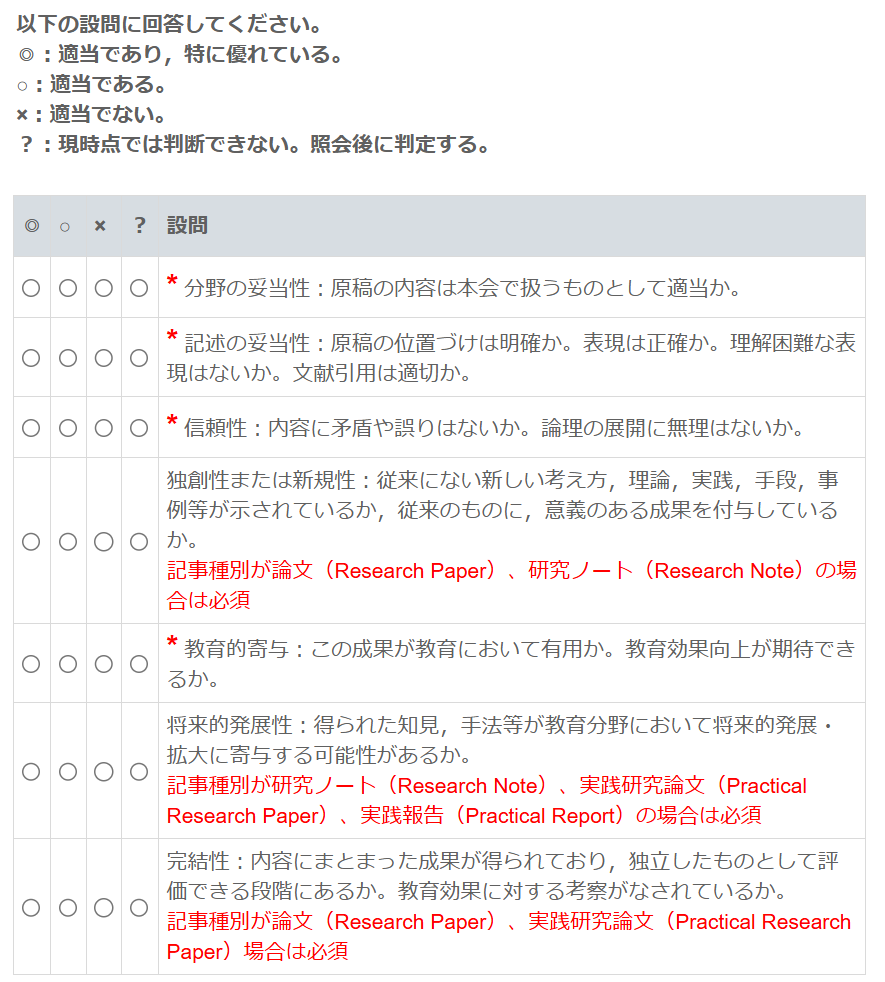 以下の設問に回答してください。
◎：適当であり，特に優れている。
○：適当である。
×：適当でない。
？：現時点では判断できない。照会後に判定する。
◎ ○ × ？ 設問
* 分野の妥当性：原稿の内容は本会で扱うものとして適当か。
* 記述の妥当性：原稿の位置づけは明確か。表現は正確か。理解困難な表
現はないか。文献引用は適切か。
* 信頼性：内容に矛盾や誤りはないか。論理の展開に無理はないか。
独創性または新規性：従来にない新しい考え方，理論，実践，手段，事
例等が示されているか，従来のものに，意義のある成果を付与している
か。
記事種別が論文（Research Paper）、研究ノート（Research Note）の場
合は必須
* 教育的寄与：この成果が教育において有用か。教育効果向上が期待でき
るか。
将来的発展性：得られた知見，手法等が教育分野において将来的発展・
拡大に寄与する可能性があるか。
記事種別が研究ノート（Research Note）、実践研究論文（Practical
Research Paper）、実践報告（Practical Report）の場合は必須
完結性：内容にまとまった成果が得られており，独立したものとして評
価できる段階にあるか。教育効果に対する考察がなされているか。
記事種別が論文（Research Paper）、実践研究論文（Practical Research
Paper）場合は必須